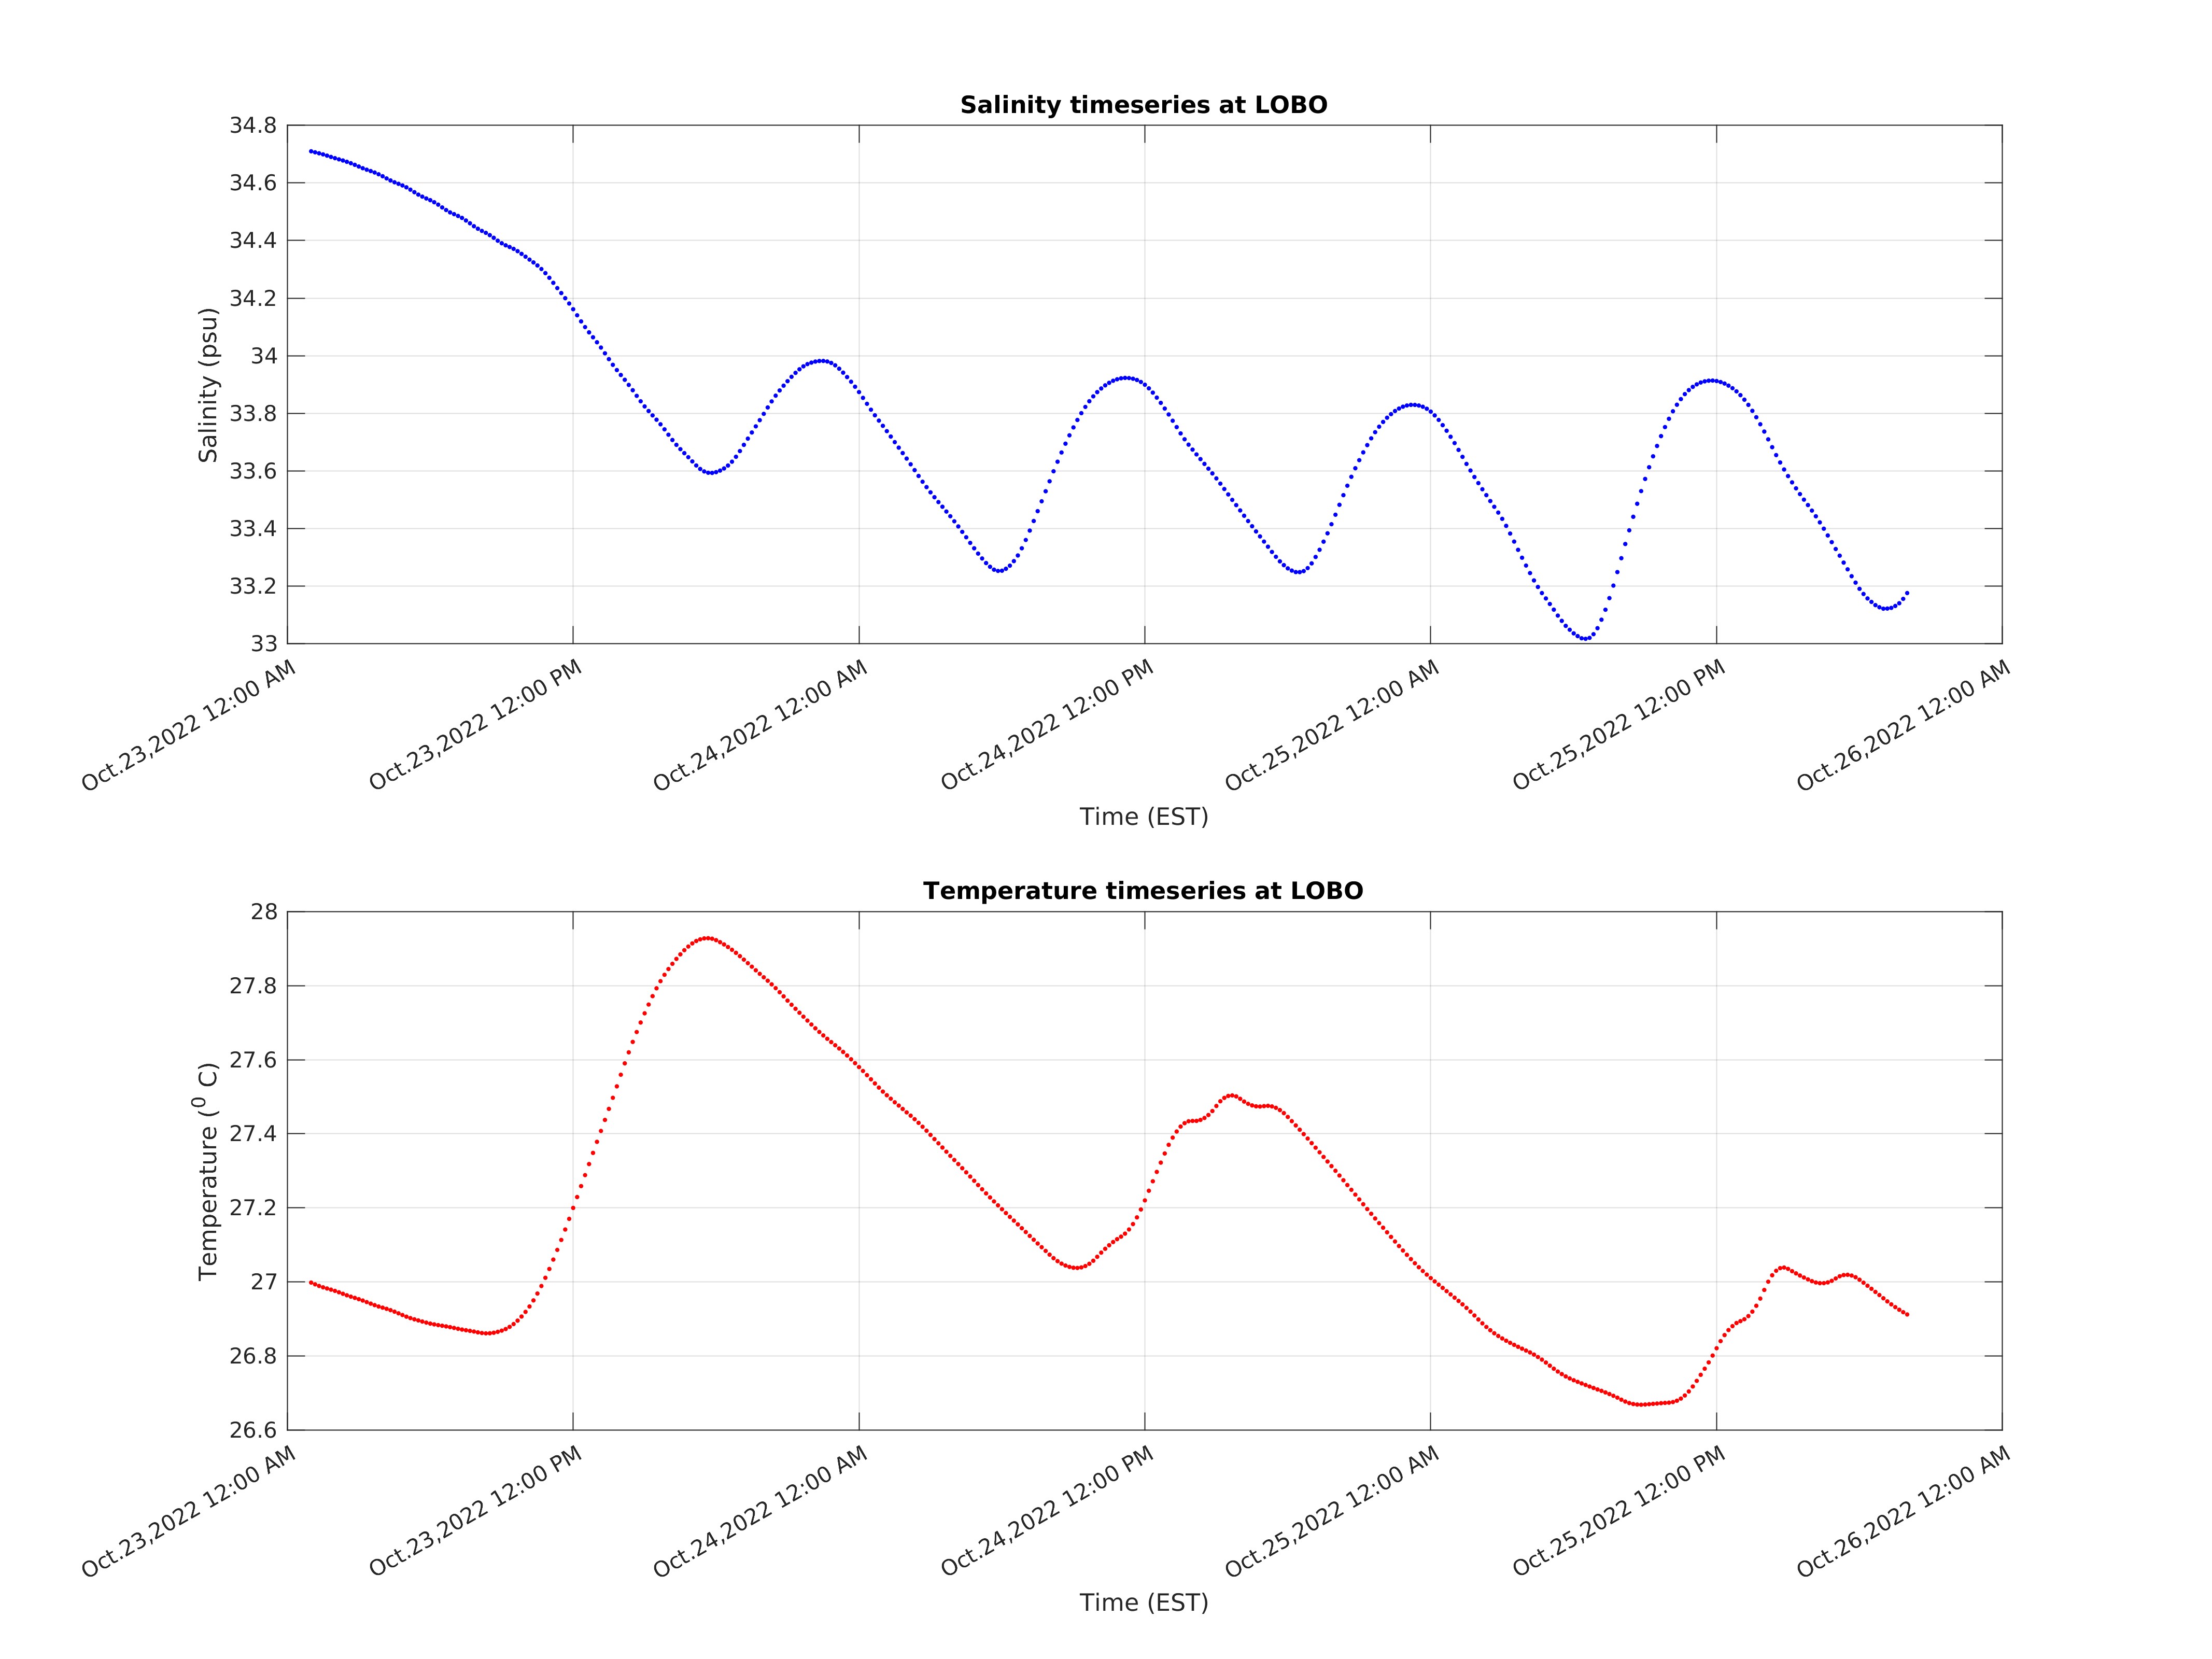 Salinity timeseries at LOBO
34.8
34.6
34.4
34.2
34
33.8
33.6
33.4
33.2
33
Salinity (psu)
Oct.23,2022 12:00 AM
Oct.23,2022 12:00 PM
Oct.24,2022 12:00 AM
Oct.24,2022 12:00 PM
Oct.25,2022 12:00 AM
Oct.25,2022 12:00 PM
Oct.26,2022 12:00 AM
Time (EST)
Temperature timeseries at LOBO
28
27.8
27.6
27.4
27.2
27
26.8
26.6
Temperature (⁰ C)
Oct.23,2022 12:00 AM
Oct.23,2022 12:00 PM
Oct.24,2022 12:00 AM
Oct.24,2022 12:00 PM
Oct.25,2022 12:00 AM
Oct.25,2022 12:00 PM
Oct.26,2022 12:00 AM
Time (EST)